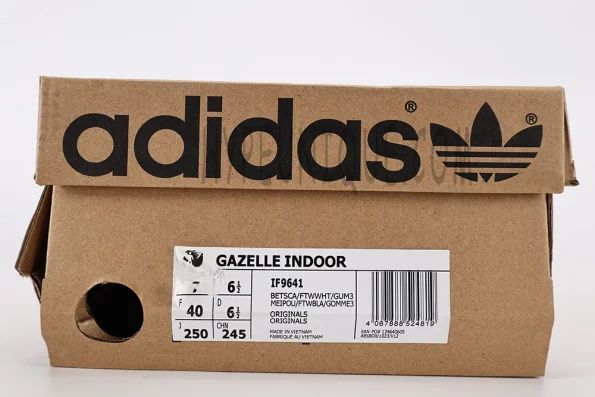 adidas® ®
GAZELLE INDOOR
7 6½ IF9641
BETSCA/FTWWHT/GUM3
MEIPOU/FTWBLA/GOMME3
F 40 D 6½
ORIGINALS
ORIGINALS
J 250 CHN 245
MADE IN VIETNAM
FABRIQUÉ AU VIETNAM
4 067888 524819